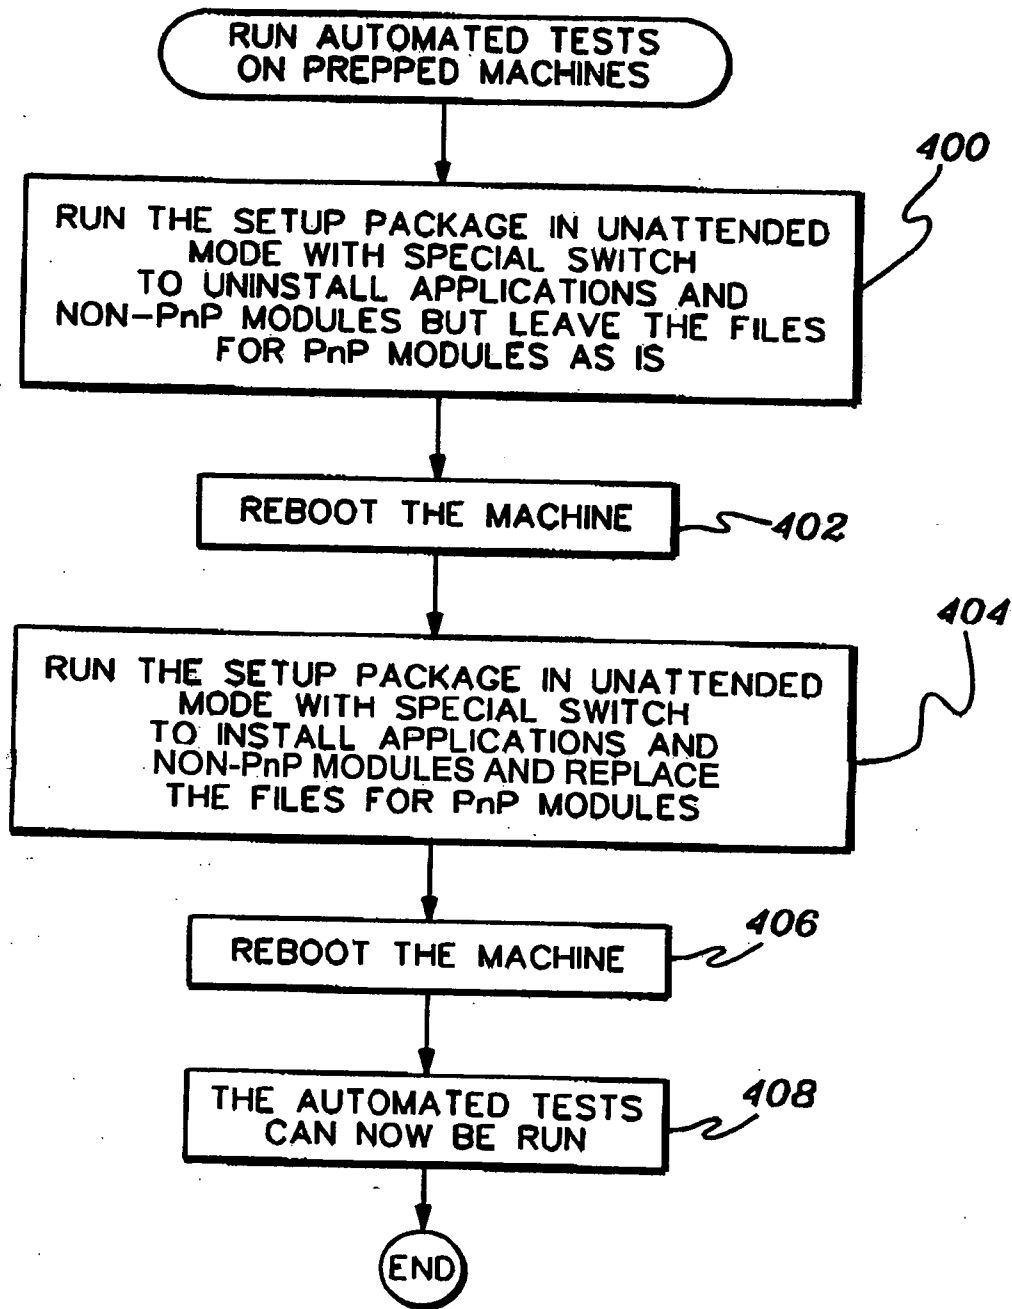 RUN AUTOMATED TESTS
ON PREPPED MACHINES
400
RUN THE SETUP PACKAGE IN UNATTENDED
MODE WITH SPECIAL SWITCH
TO UNINSTALL APPLICATIONS AND
NON-PnP MODULES BUT LEAVE THE FILES
FOR PnP MODULES AS IS
REBOOT THE MACHINE
402
404
RUN THE SETUP PACKAGE IN UNATTENDED
MODE WITH SPECIAL SWITCH
TO INSTALL APPLICATIONS AND
NON-PnP MODULES AND REPLACE
THE FILES FOR PnP MODULES
406
REBOOT THE MACHINE
408
THE AUTOMATED TESTS
CAN NOW BE RUN
END